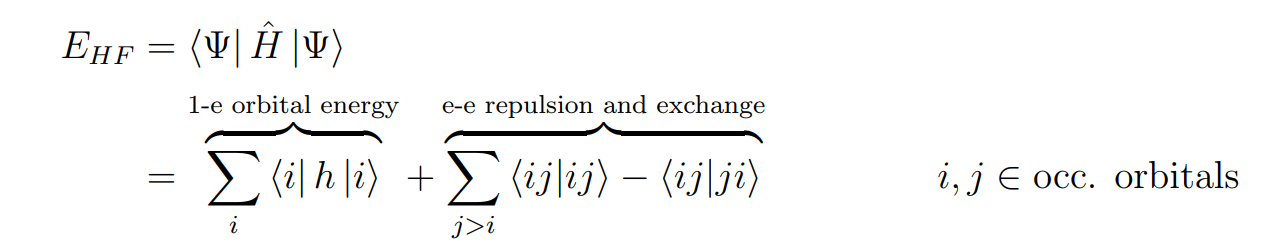 E_{HF} = ⟨Ψ| Ĥ |Ψ⟩
1-e orbital energy e-e repulsion and exchange
= ∑_i ⟨i| h |i⟩ + ∑_{j>i} ⟨ij|ij⟩ − ⟨ij|ji⟩ i, j ∈ occ. orbitals